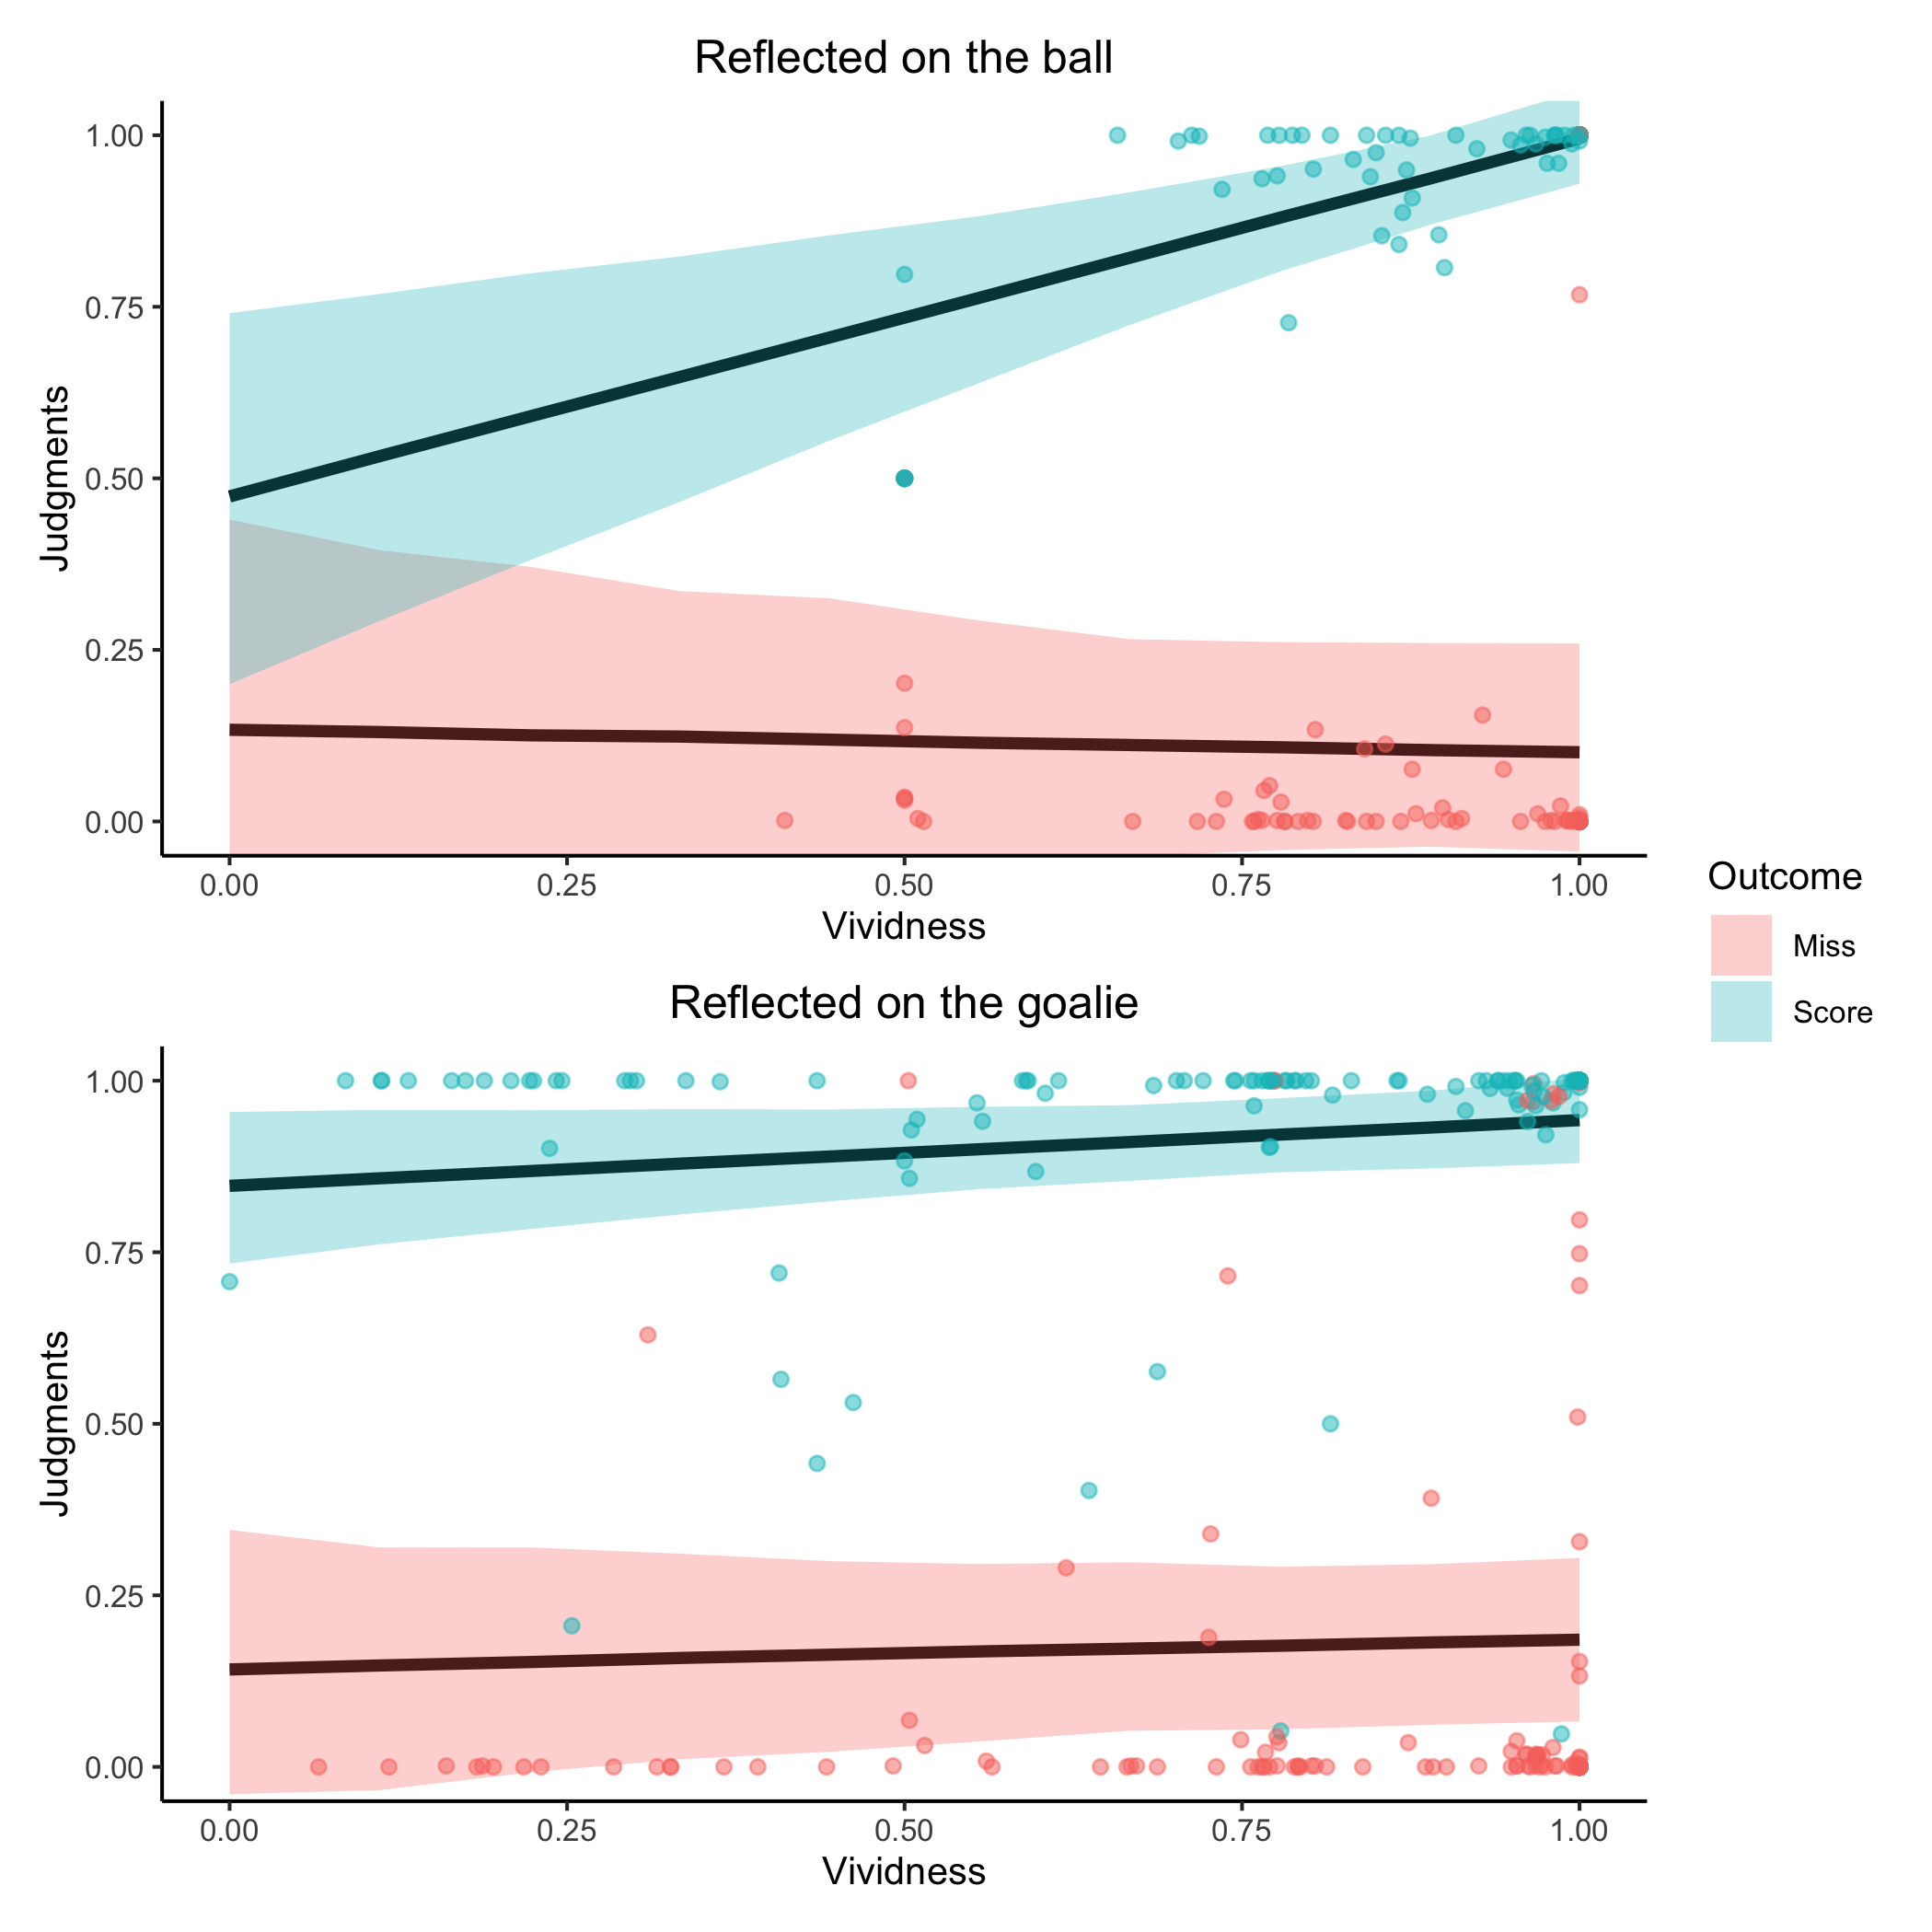 Reflected on the ball
1.00
0.75
0.50
0.25
0.00
Judgments
0.00 0.25 0.50 0.75 1.00
Vividness
Outcome
Miss
Score
Reflected on the goalie
1.00
0.75
0.50
0.25
0.00
Judgments
0.00 0.25 0.50 0.75 1.00
Vividness